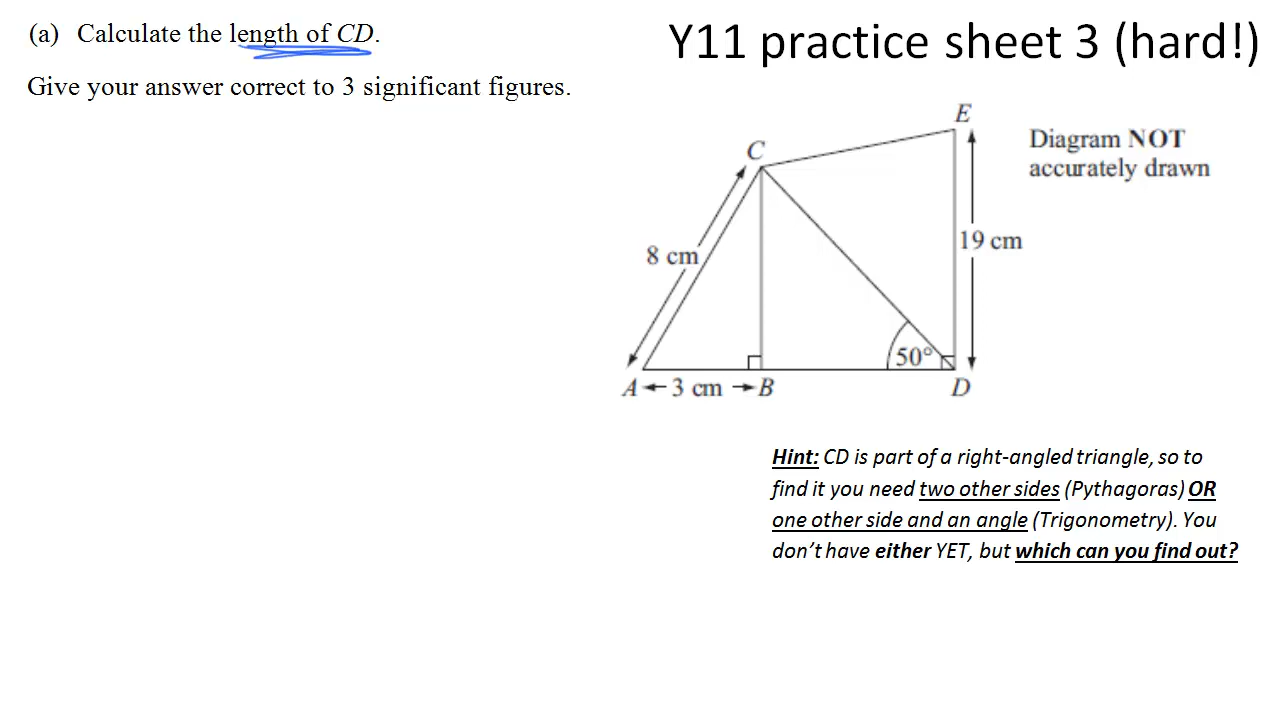 (a) Calculate the length of CD.
Give your answer correct to 3 significant figures.
Y11 practice sheet 3 (hard!)
E
Diagram NOT
accurately drawn
C
8 cm
19 cm
50°
A 3 cm B
D
Hint: CD is part of a right-angled triangle, so to
find it you need two other sides (Pythagoras) OR
one other side and an angle (Trigonometry). You
don't have either YET, but which can you find out?